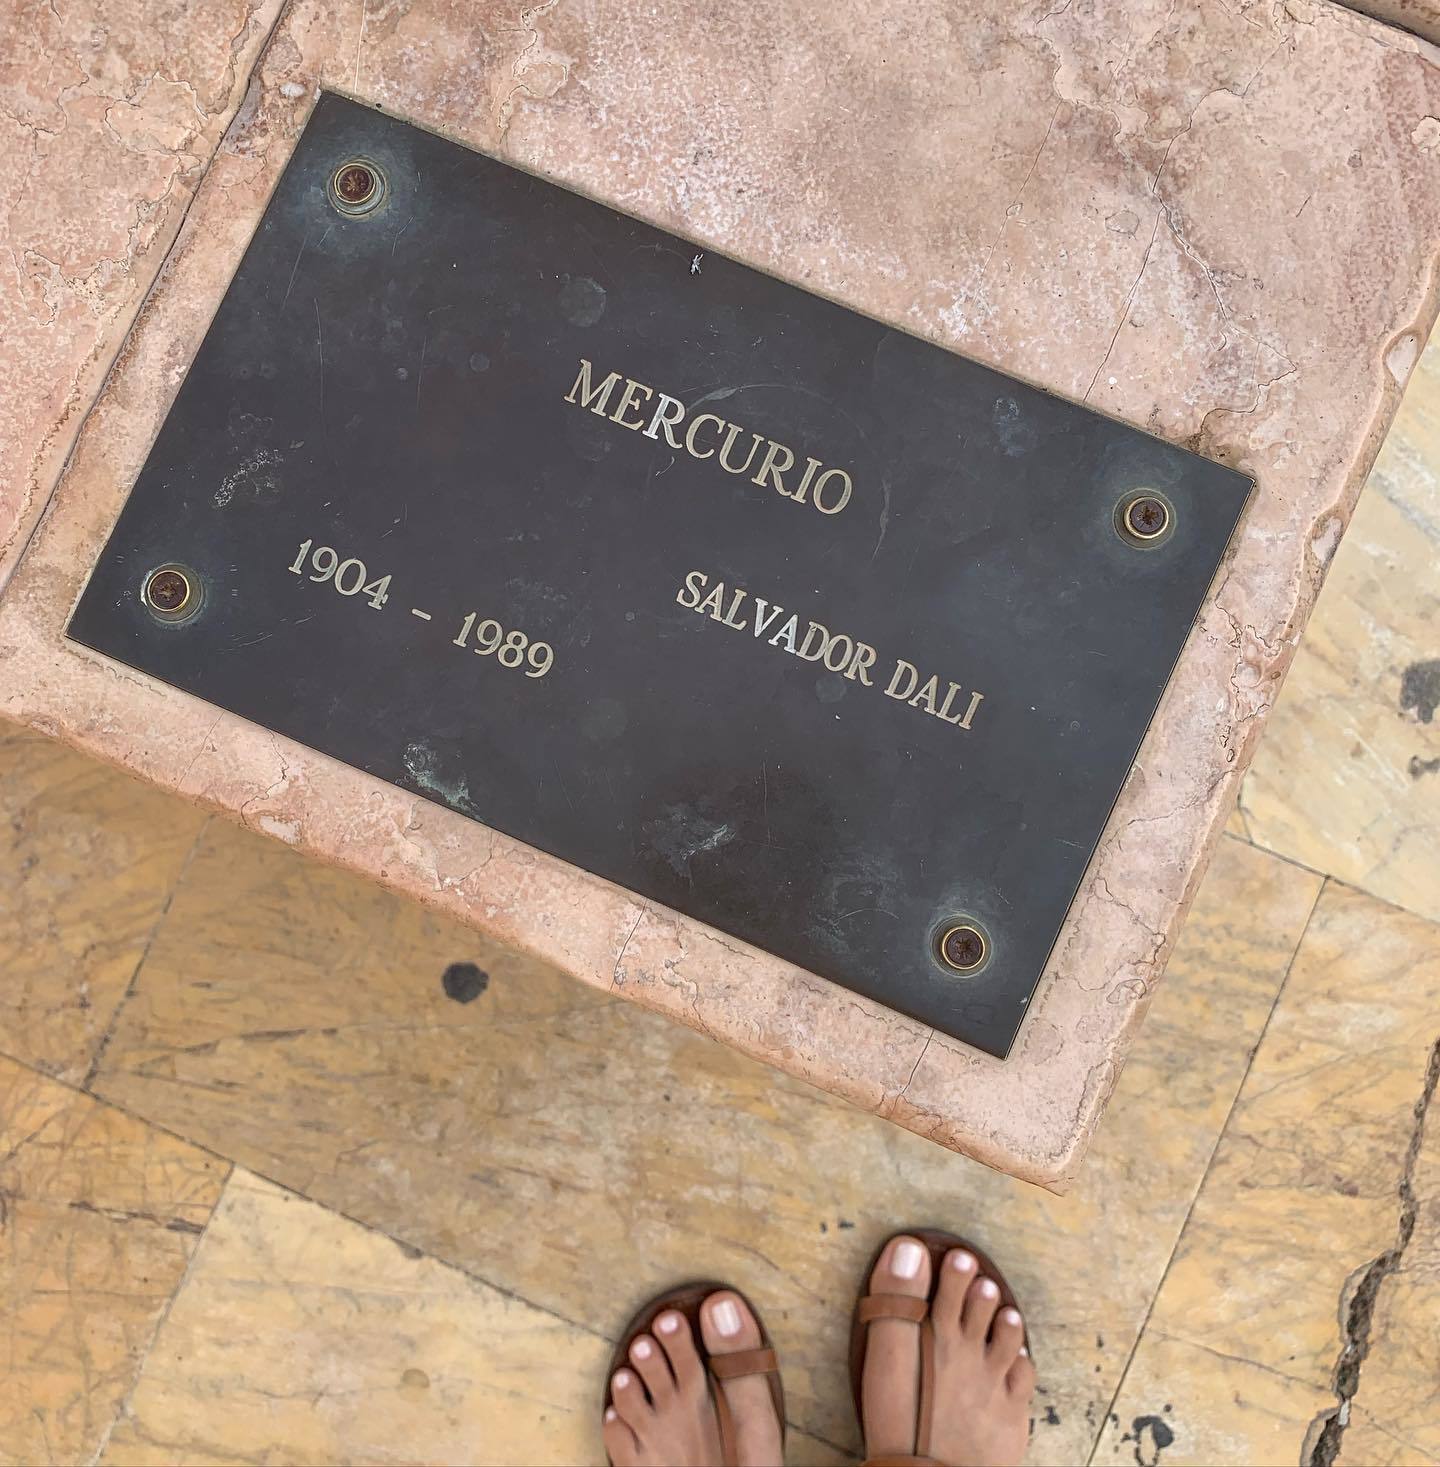 MERCURIO
1904 - 1989
SALVADOR DALI